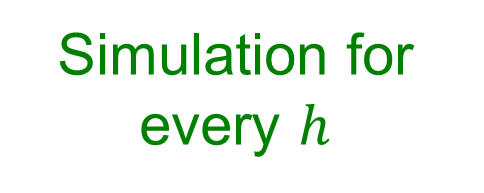 Simulation for
every ℎ